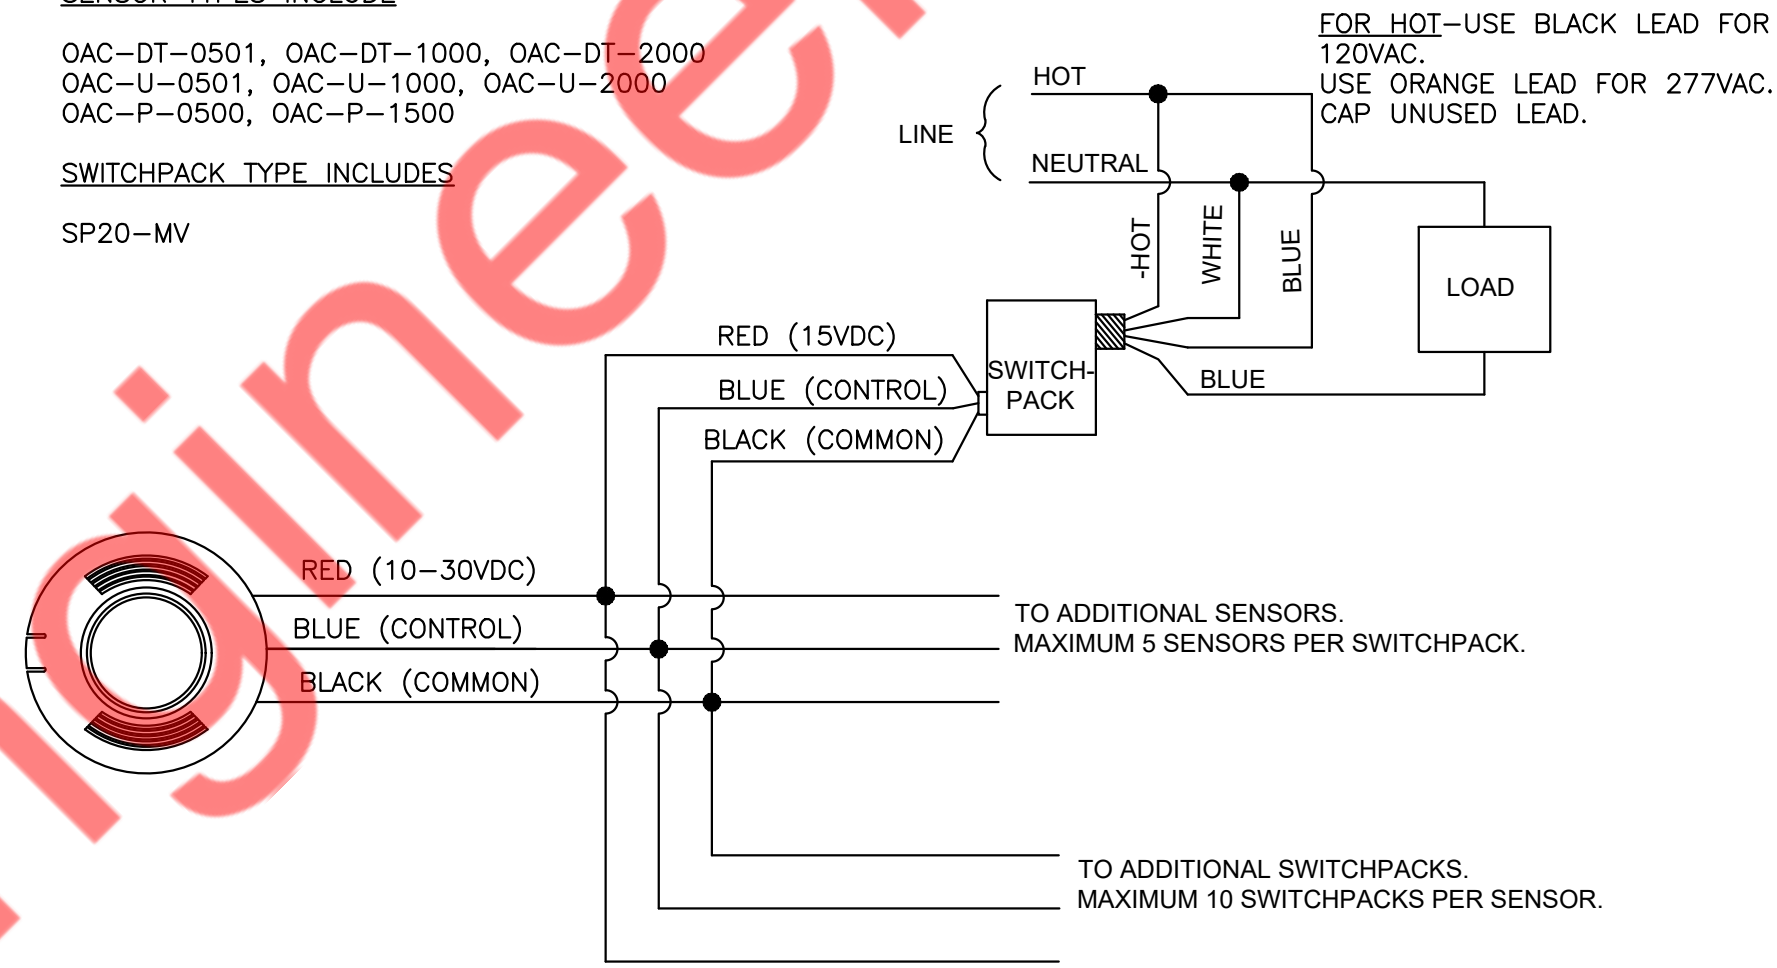 SENSOR TYPES INCLUDE
OAC-DT-0501, OAC-DT-1000, OAC-DT-2000
OAC-U-0501, OAC-U-1000, OAC-U-2000
OAC-P-0500, OAC-P-1500
SWITCHPACK TYPE INCLUDES
SP20-MV
FOR HOT-USE BLACK LEAD FOR
120VAC.
USE ORANGE LEAD FOR 277VAC.
CAP UNUSED LEAD.
LINE
HOT
NEUTRAL
-HOT
WHITE
BLUE
LOAD
BLUE
SWITCH-
PACK
RED (15VDC)
BLUE (CONTROL)
BLACK (COMMON)
RED (10-30VDC)
BLUE (CONTROL)
BLACK (COMMON)
TO ADDITIONAL SENSORS.
MAXIMUM 5 SENSORS PER SWITCHPACK.
TO ADDITIONAL SWITCHPACKS.
MAXIMUM 10 SWITCHPACKS PER SENSOR.